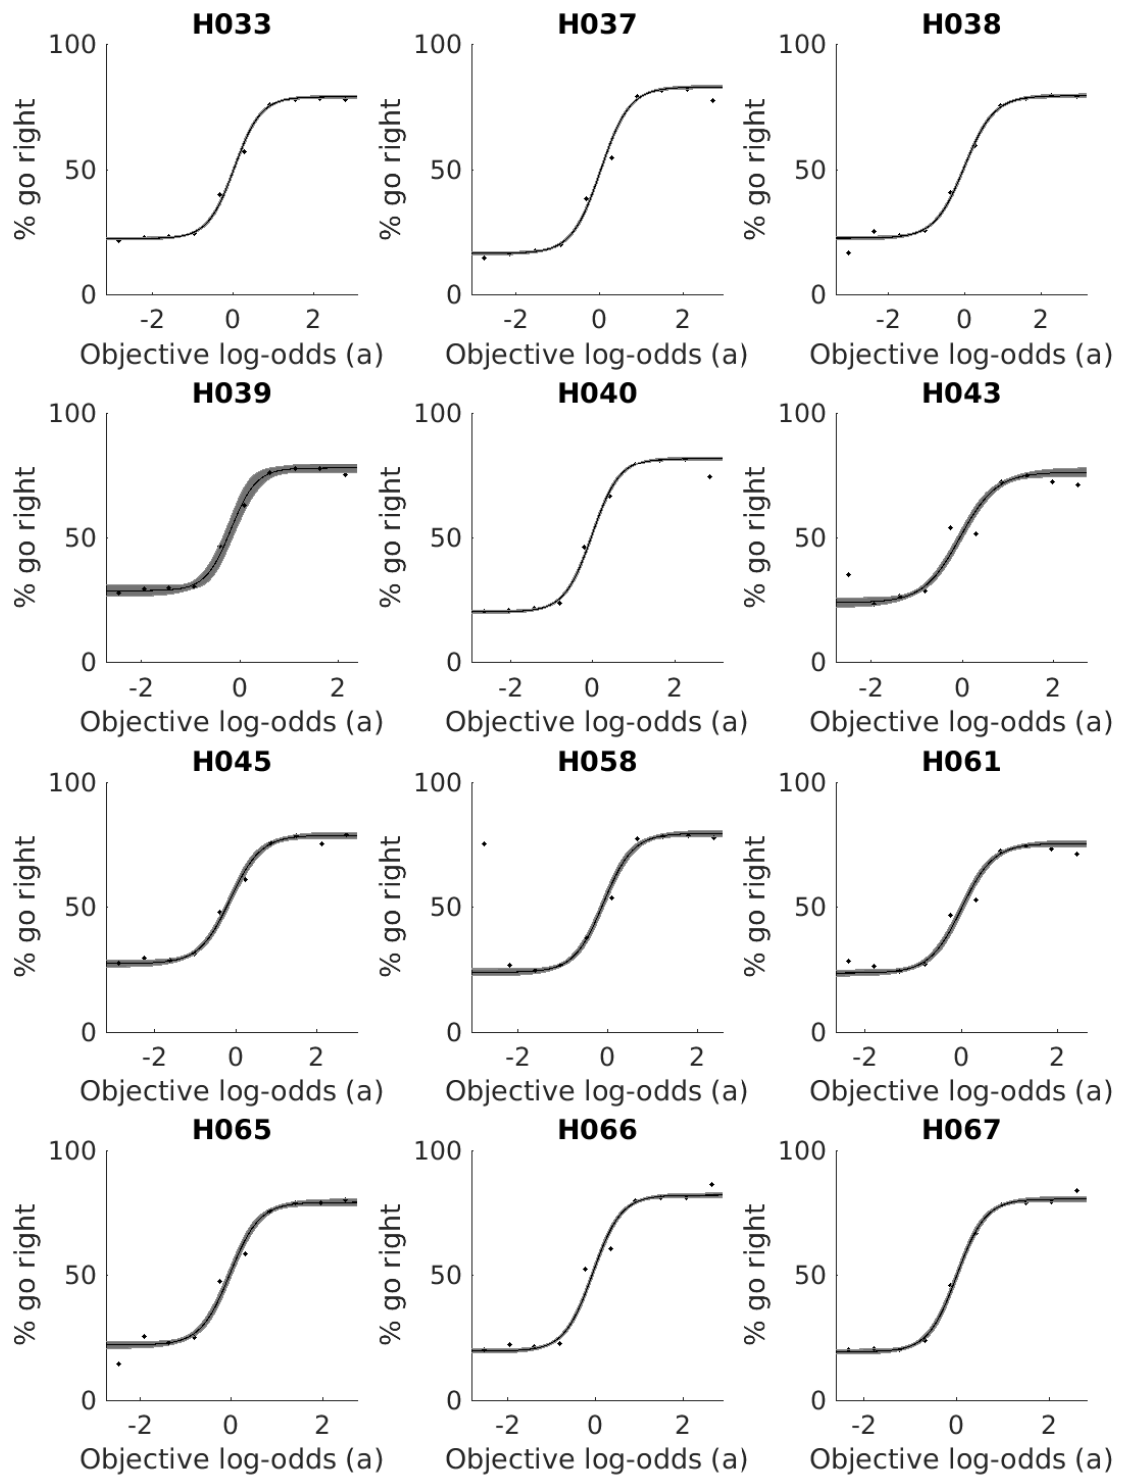 H033 H037 H038
100 100 100
% go right % go right % go right
50 50 50
0 0 0
-2 0 2 -2 0 2 -2 0 2
Objective log-odds (a) Objective log-odds (a) Objective log-odds (a)
H039 H040 H043
100 100 100
% go right % go right % go right
50 50 50
0 0 0
-2 0 2 -2 0 2 -2 0 2
Objective log-odds (a) Objective log-odds (a) Objective log-odds (a)
H045 H058 H061
100 100 100
% go right % go right % go right
50 50 50
0 0 0
-2 0 2 -2 0 2 -2 0 2
Objective log-odds (a) Objective log-odds (a) Objective log-odds (a)
H065 H066 H067
100 100 100
% go right % go right % go right
50 50 50
0 0 0
-2 0 2 -2 0 2 -2 0 2
Objective log-odds (a) Objective log-odds (a) Objective log-odds (a)